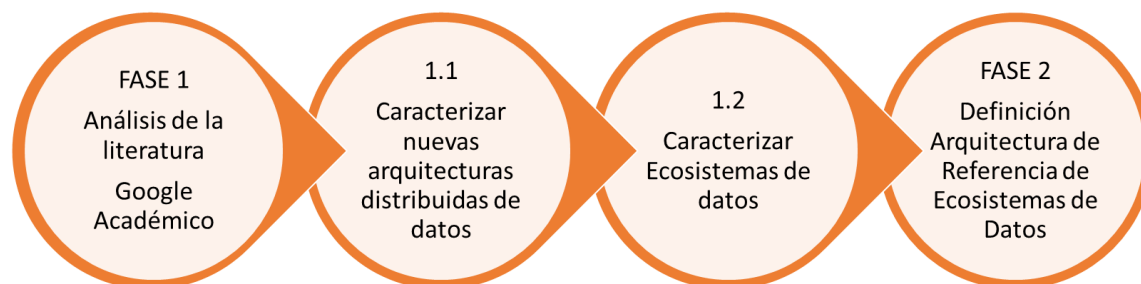 FASE 1
Análisis de la
literatura
Google
Académico
1.1
Caracterizar
nuevas
arquitecturas
distribuidas de
datos
1.2
Caracterizar
Ecosistemas de
datos
FASE 2
Definición
Arquitectura de
Referencia de
Ecosistemas de
Datos